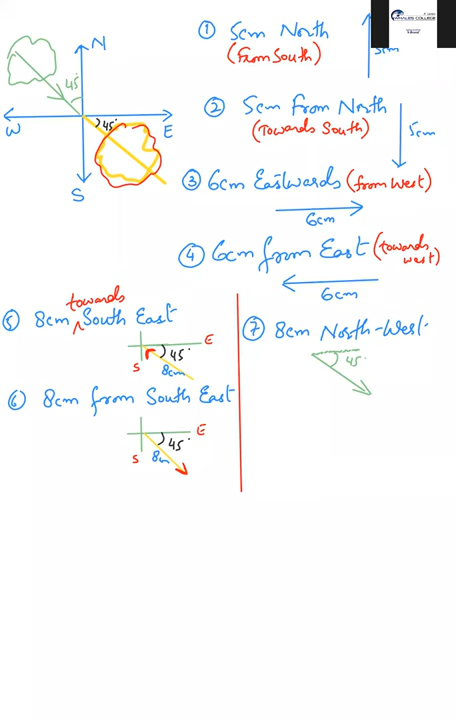 N
45°
W
45°
E
S
① 5cm North
(From South)
5cm
WHALES COLLEGE
② 5cm from North
(Towards South)
5cm
③ 6cm Eastwards (from West)
6cm
④ 6cm from East (towards
west)
6cm
towards
⑤ 8cm ^ South East
E
45°
S
8cm
⑥ 8cm from South East
E
45°
S
⑦ 8cm North-West.
45°